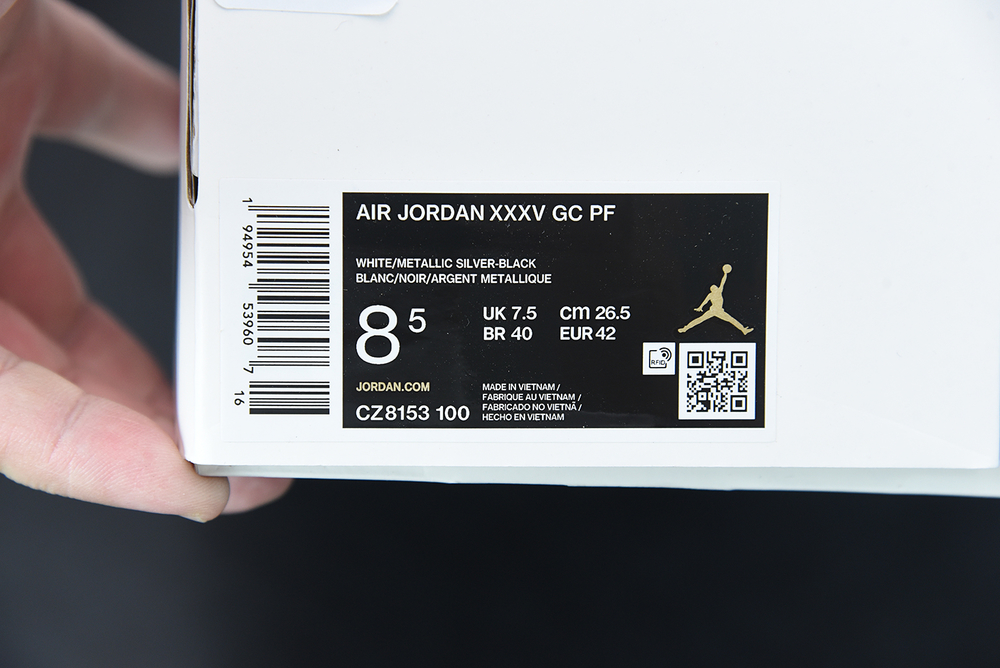 AIR JORDAN XXXV GC PF
WHITE/METALLIC SILVER-BLACK
BLANC/NOIR/ARGENT METALLIQUE
8 5
UK 7.5 cm 26.5
BR 40 EUR 42
JORDAN.COM
CZ8153 100
MADE IN VIETNAM /
FABRIQUE AU VIETNAM /
FABRICADO NO VIETNÃ /
HECHO EN VIETNAM
RFID
1 94954 53960 7 16